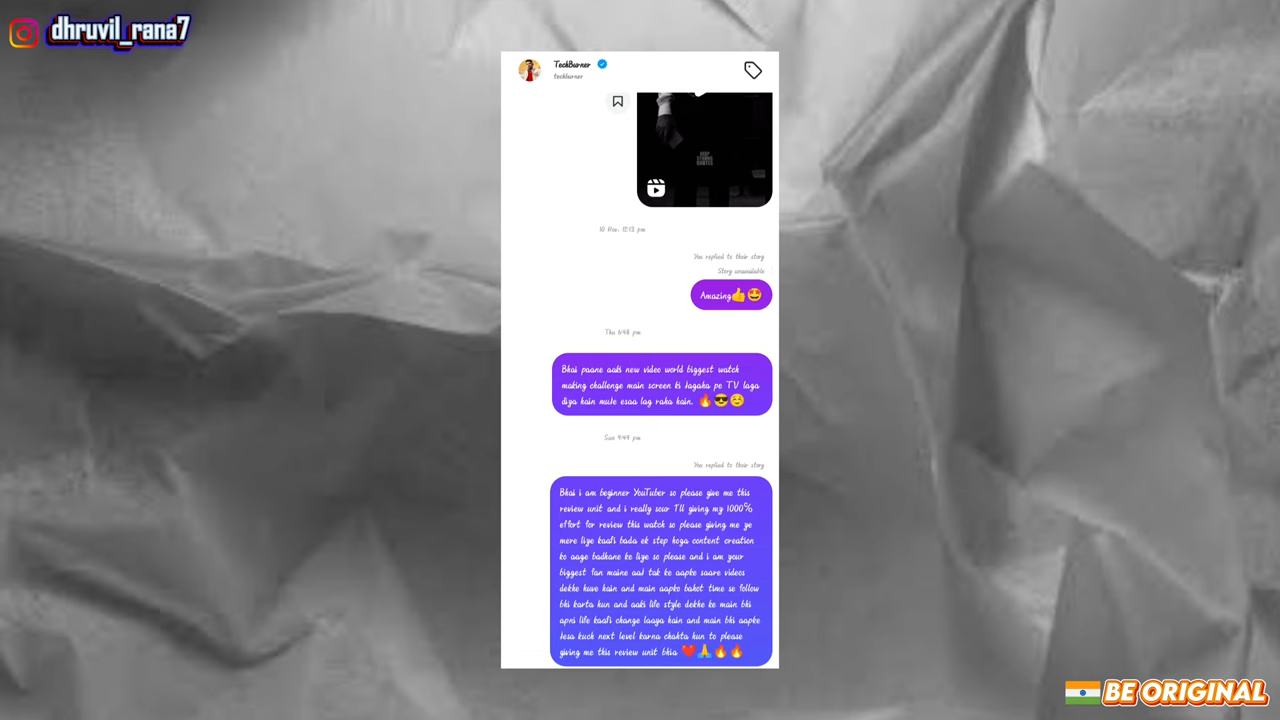 dhruvil_rana7
TechBurner
techburner
10 Nov, 12:13 pm
You replied to their story
Story unavailable
Amazing👍🤩
Thu 6:48 pm
Bhai paane aaki new video world biggest watch
making challenge main screen ki jagaha pe TV laga
diya hain muje esaa lag raha hain. 🔥😎☺️
Sun 4:44 pm
You replied to their story
Bhai i am beginner YouTuber so please give me this
review unit and i really sour I'll giving my 1000%
effort for review this watch so please giving me ye
mere liye kaafi bada ek step hoga content creation
ko aage badhane ke liye so please and i am your
biggest fan maine aaj tak ke aapke saare videos
dekhe huve hain and main aapko bahot time se follow
bhi karta hun and aaki life style dekhe ke main bhi
apni life kaafi change laaya hain and main bhi aapke
jesa kuch next level karna chahta hun to please
giving me this review unit bhia ❤️🙏🔥🔥
BE ORIGINAL